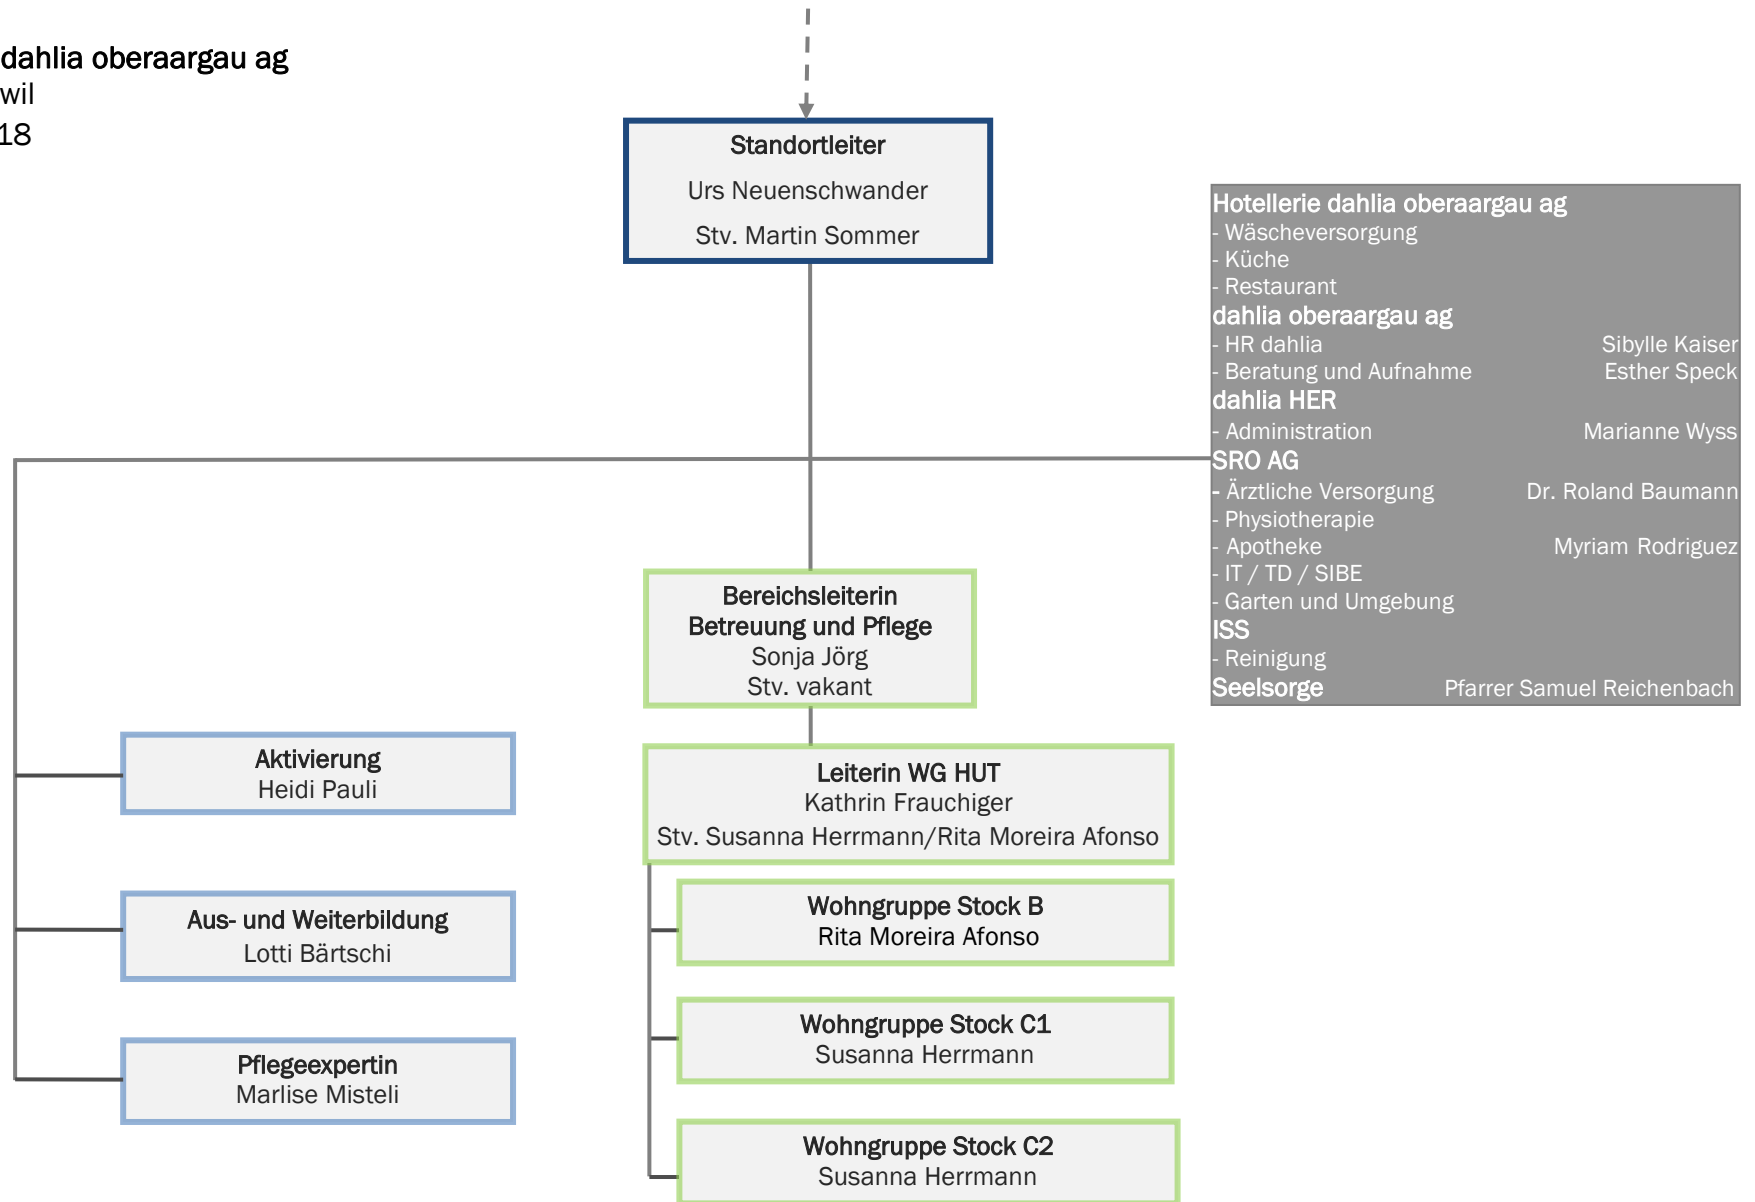 dahlia oberaargau ag
wil
18
Standortleiter
Urs Neuenschwander
Stv. Martin Sommer
Hotellerie dahlia oberaargau ag
- Wäscheversorgung
- Küche
- Restaurant
dahlia oberaargau ag
- HR dahlia Sibylle Kaiser
- Beratung und Aufnahme Esther Speck
dahlia HER
- Administration Marianne Wyss
SRO AG
- Ärztliche Versorgung Dr. Roland Baumann
- Physiotherapie
- Apotheke Myriam Rodriguez
- IT / TD / SIBE
- Garten und Umgebung
ISS
- Reinigung
Seelsorge Pfarrer Samuel Reichenbach
Bereichsleiterin
Betreuung und Pflege
Sonja Jörg
Stv. vakant
Aktivierung
Heidi Pauli
Leiterin WG HUT
Kathrin Frauchiger
Stv. Susanna Herrmann/Rita Moreira Afonso
Aus- und Weiterbildung
Lotti Bärtschi
Wohngruppe Stock B
Rita Moreira Afonso
Wohngruppe Stock C1
Susanna Herrmann
Pflegeexpertin
Marlise Misteli
Wohngruppe Stock C2
Susanna Herrmann